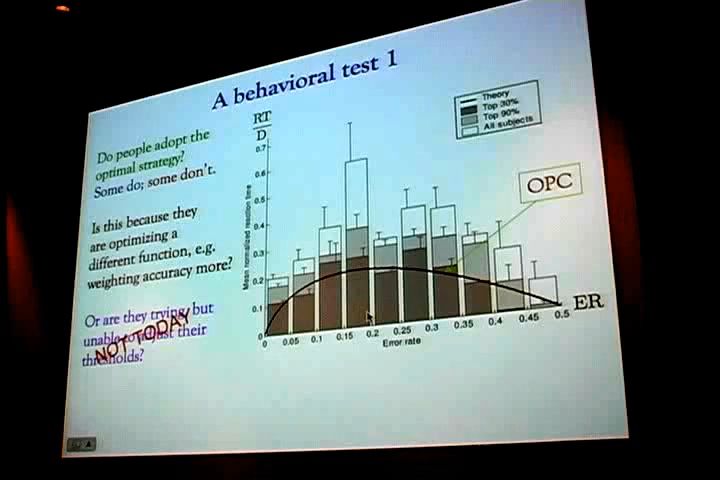 A behavioral test 1
Do people adopt the
optimal strategy?
Some do; some don't.
Is this because they
are optimizing a
different function, e.g.
weighting accuracy more?
Or are they trying, but
unable to adjust their
thresholds?
NOT TODAY
RT
D
Mean normalized reaction time
0.7
0.6
0.5
0.4
0.3
0.2
0.1
0
0
0.05
0.1
0.15
0.2
0.25
0.3
0.35
0.4
0.45
0.5
Error rate
ER
Theory
Top 30%
Top 90%
All subjects
OPC